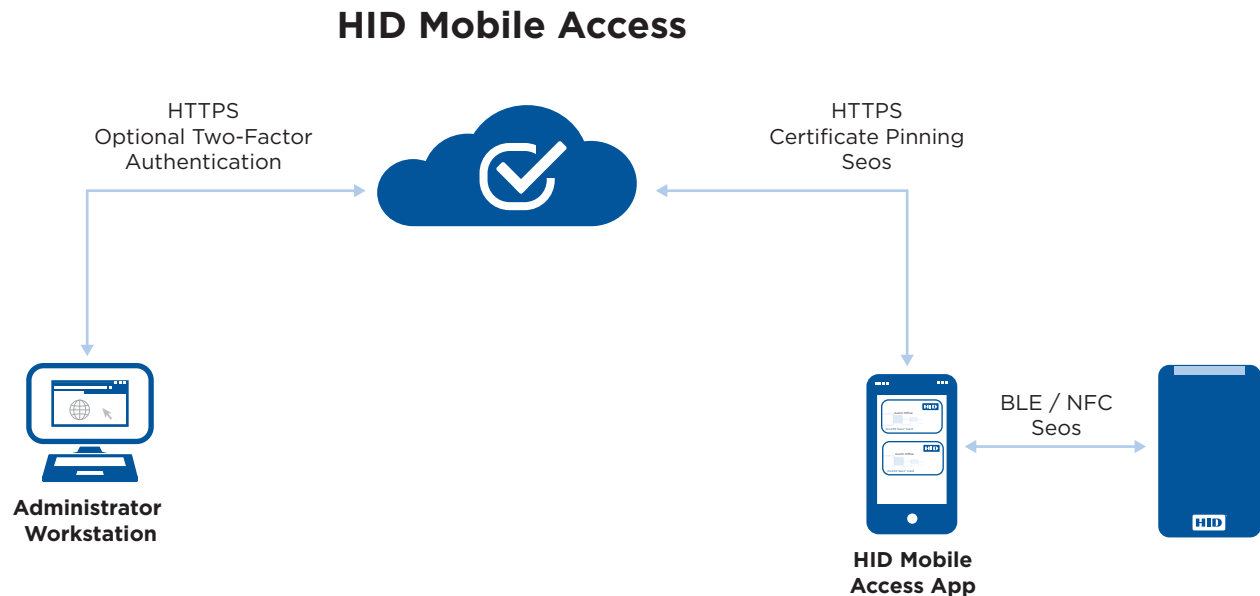 HID Mobile Access
HTTPS
Optional Two-Factor
Authentication
HTTPS
Certificate Pinning
Seos
BLE / NFC
Seos
HID
HID
HID
Administrator
Workstation
HID Mobile
Access App